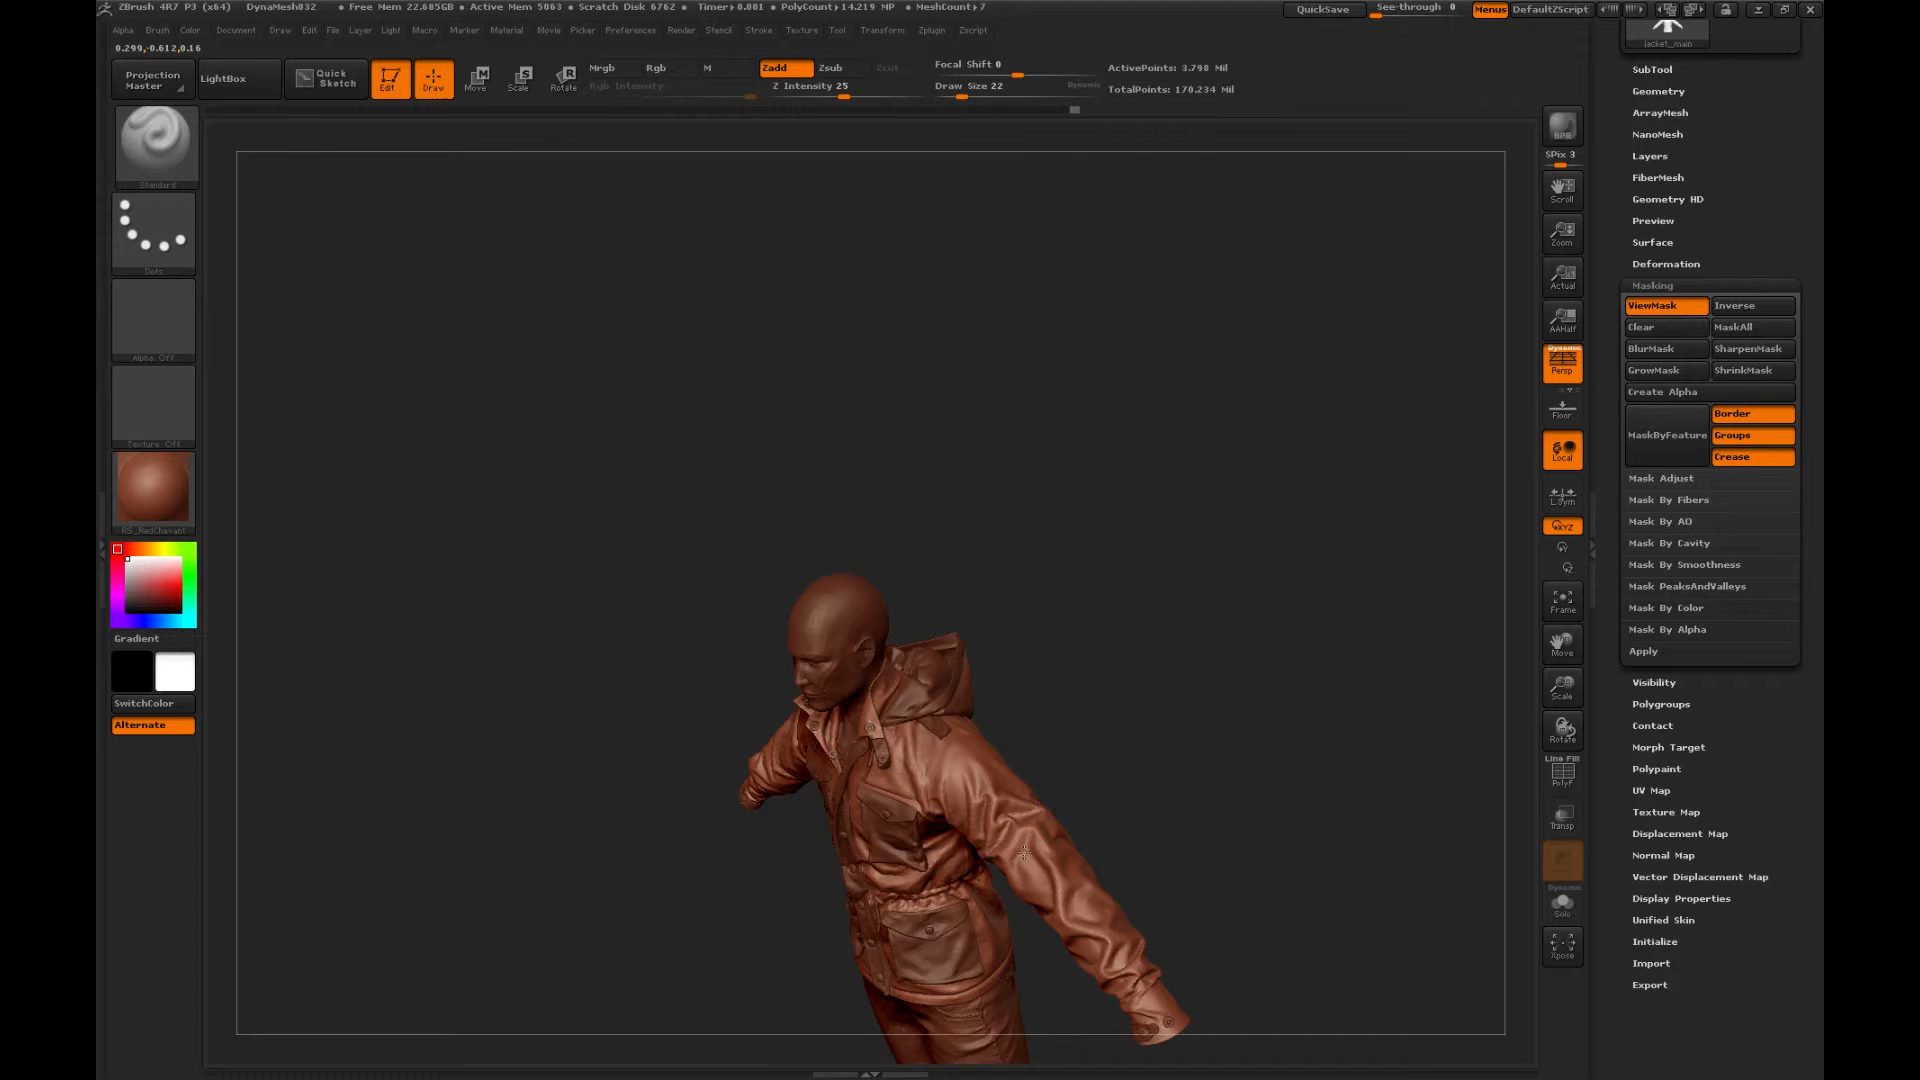 ZBrush 4R7 P3 (x64) DynaMesh032 • Free Mem 22.685GB • Active Mem 5063 • Scratch Disk 6762 • Timer▸0.001 • PolyCount▸14.219 MP • MeshCount▸7
QuickSave See-through 0 Menus DefaultZScript
Alpha Brush Color Document Draw Edit File Layer Light Macro Marker Material Movie Picker Preferences Render Stencil Stroke Texture Tool Transform Zplugin Zscript
0.299,-0.612,0.16
Projection Master
LightBox
Quick Sketch
Edit
Draw
Move
Scale
Rotate
Mrgb Rgb M
Rgb Intensity
Zadd Zsub Zcut
Z Intensity 25
Focal Shift 0
Draw Size 22
Dynamic
ActivePoints: 3.798 Mil
TotalPoints: 170.234 Mil
Standard
Dots
Alpha Off
Texture Off
RS_RedChavant
Gradient
SwitchColor
Alternate
BPR
SPix 3
Scroll
Zoom
Actual
AAHalf
Dynamic
Persp
Floor
Local
L.Sym
XYZ
Frame
Move
Scale
Rotate
Line Fill
PolyF
Transp
Dynamic
Solo
Xpose
jacket_main
SubTool
Geometry
ArrayMesh
NanoMesh
Layers
FiberMesh
Geometry HD
Preview
Surface
Deformation
Masking
ViewMask Inverse
Clear MaskAll
BlurMask SharpenMask
GrowMask ShrinkMask
Create Alpha
MaskByFeature
Border
Groups
Crease
Mask Adjust
Mask By Fibers
Mask By AO
Mask By Cavity
Mask By Smoothness
Mask PeaksAndValleys
Mask By Color
Mask By Alpha
Apply
Visibility
Polygroups
Contact
Morph Target
Polypaint
UV Map
Texture Map
Displacement Map
Normal Map
Vector Displacement Map
Display Properties
Unified Skin
Initialize
Import
Export